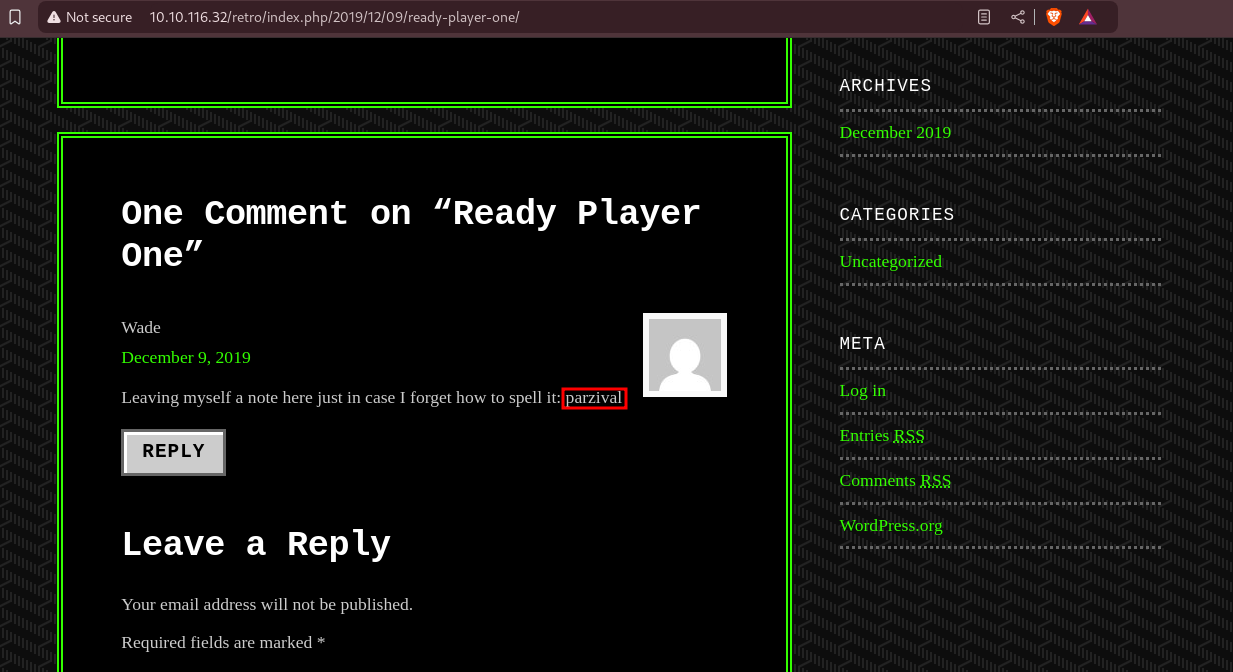 Not secure 10.10.116.32/retro/index.php/2019/12/09/ready-player-one/
One Comment on “Ready Player
One”
Wade
December 9, 2019
Leaving myself a note here just in case I forget how to spell it: parzival
REPLY
Leave a Reply
Your email address will not be published.
Required fields are marked *
ARCHIVES
December 2019
CATEGORIES
Uncategorized
META
Log in
Entries RSS
Comments RSS
WordPress.org